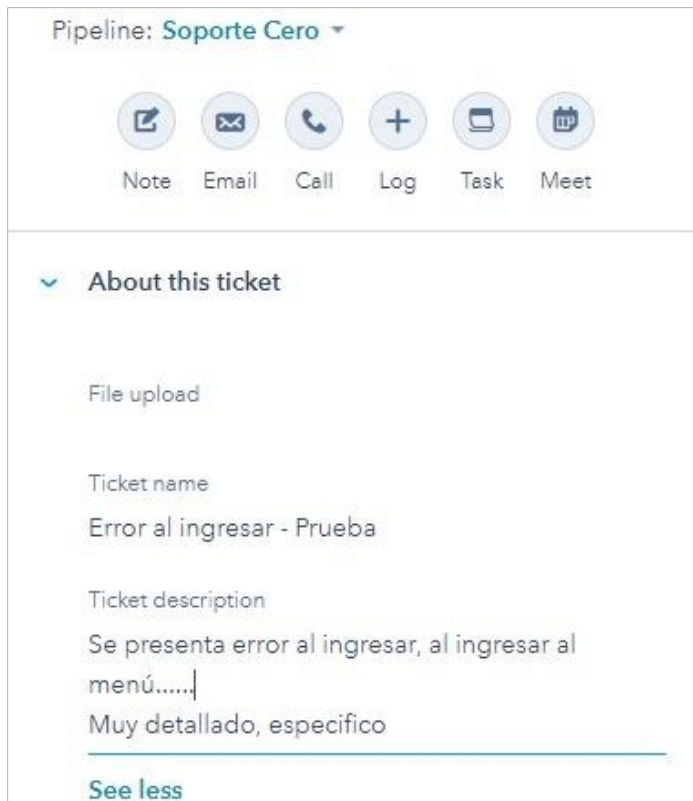 Pipeline: Soporte Cero
Note Email Call Log Task Meet
About this ticket
File upload
Ticket name
Error al ingresar - Prueba
Ticket description
Se presenta error al ingresar, al ingresar al
menú......
Muy detallado, especifico
See less